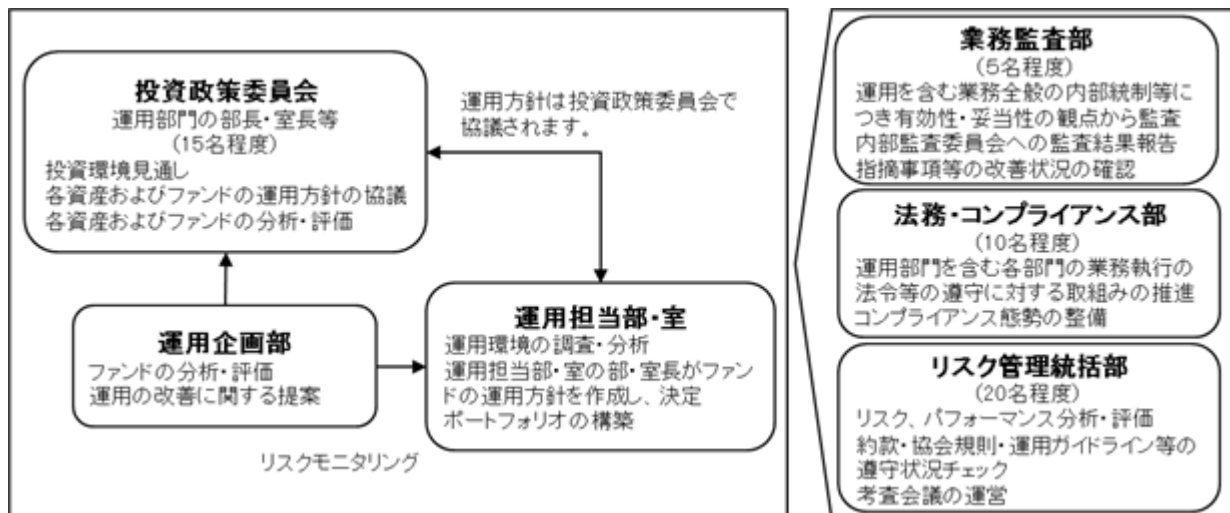 投資政策委員会
運用部門の部長・室長等
(15名程度)
投資環境見通し
各資産およびファンドの運用方針の協議
各資産およびファンドの分析・評価
運用方針は投資政策委員会で
協議されます。
運用企画部
ファンドの分析・評価
運用の改善に関する提案
運用担当部・室
運用環境の調査・分析
運用担当部・室の部・室長がファン
ドの運用方針を作成し、決定
ポートフォリオの構築
リスクモニタリング
業務監査部
(5名程度)
運用を含む業務全般の内部統制等に
つき有効性・妥当性の観点から監査
内部監査委員会への監査結果報告
指摘事項等の改善状況の確認
法務・コンプライアンス部
(10名程度)
運用部門を含む各部門の業務執行の
法令等の遵守に対する取組みの推進
コンプライアンス態勢の整備
リスク管理統括部
(20名程度)
リスク、パフォーマンス分析・評価
約款・協会規則・運用ガイドライン等の
遵守状況チェック
考査会議の運営